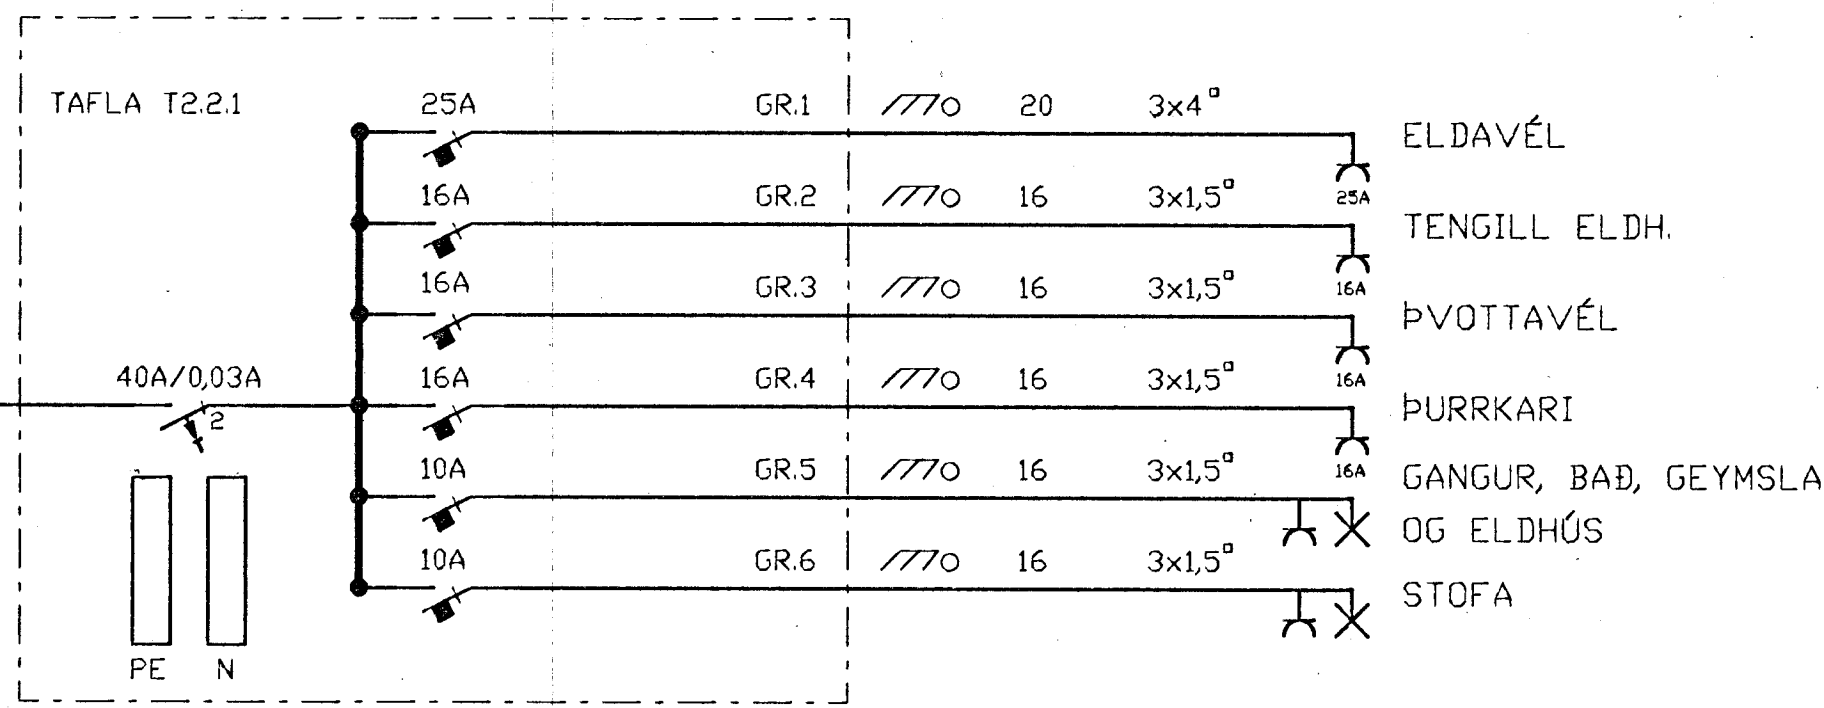 TAFLA T2.2.1
25A GR.1 20 3x4□ ELDAVÉL
25A
16A GR.2 16 3x1,5□ TENGILL ELDH.
16A
16A GR.3 16 3x1,5□ ÞVOTTAVÉL
16A
40A/0,03A
2
16A GR.4 16 3x1,5□ ÞURRKARI
16A
10A GR.5 16 3x1,5□ GANGUR, BAÐ, GEYMSLA
OG ELDHÚS
10A GR.6 16 3x1,5□ STOFA
PE N